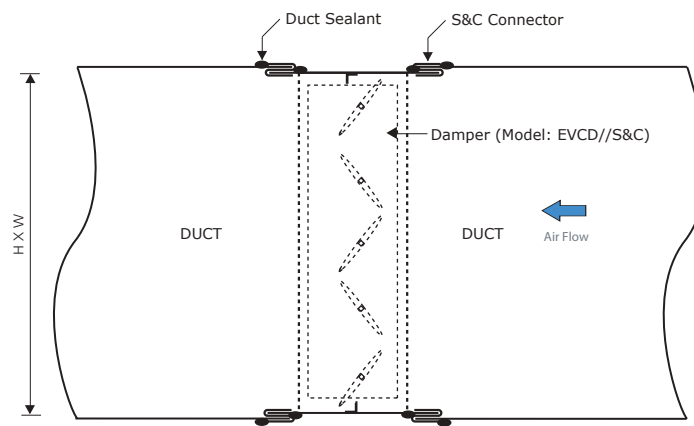 Duct Sealant
S&C Connector
Damper (Model: EVCD//S&C)
H X W
DUCT
DUCT
Air Flow